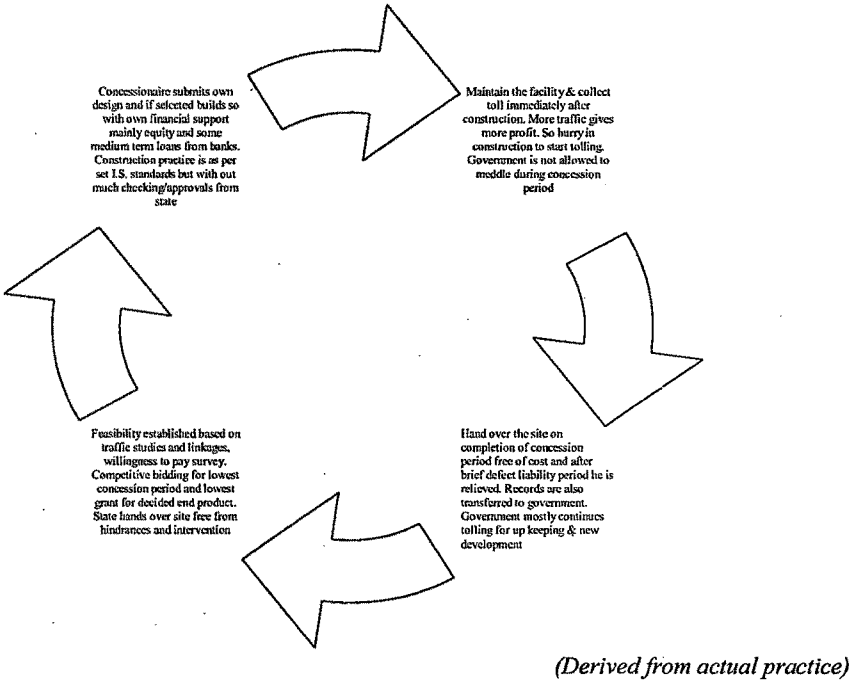 Concessionaire submits own
design and if selected builds so
with own financial support
mainly equity and some
medium term loans from banks.
Construction practice is as per
set I.S. standards but with out
much checking/approvals from
state
Maintain the facility & collect
toll immediately after
construction. More traffic gives
more profit. So hurry in
construction to start tolling.
Government is not allowed to
meddle during concession
period
Feasibility established based on
traffic studies and linkages,
willingness to pay survey.
Competitive bidding for lowest
concession period and lowest
grant for decided end product.
State hands over site free from
hindrances and intervention
Hand over the site on
completion of concession
period free of cost and after
brief defect liability period he is
relieved. Records are also
transferred to government.
Government mostly continues
tolling for up keeping & new
development
(Derived from actual practice)